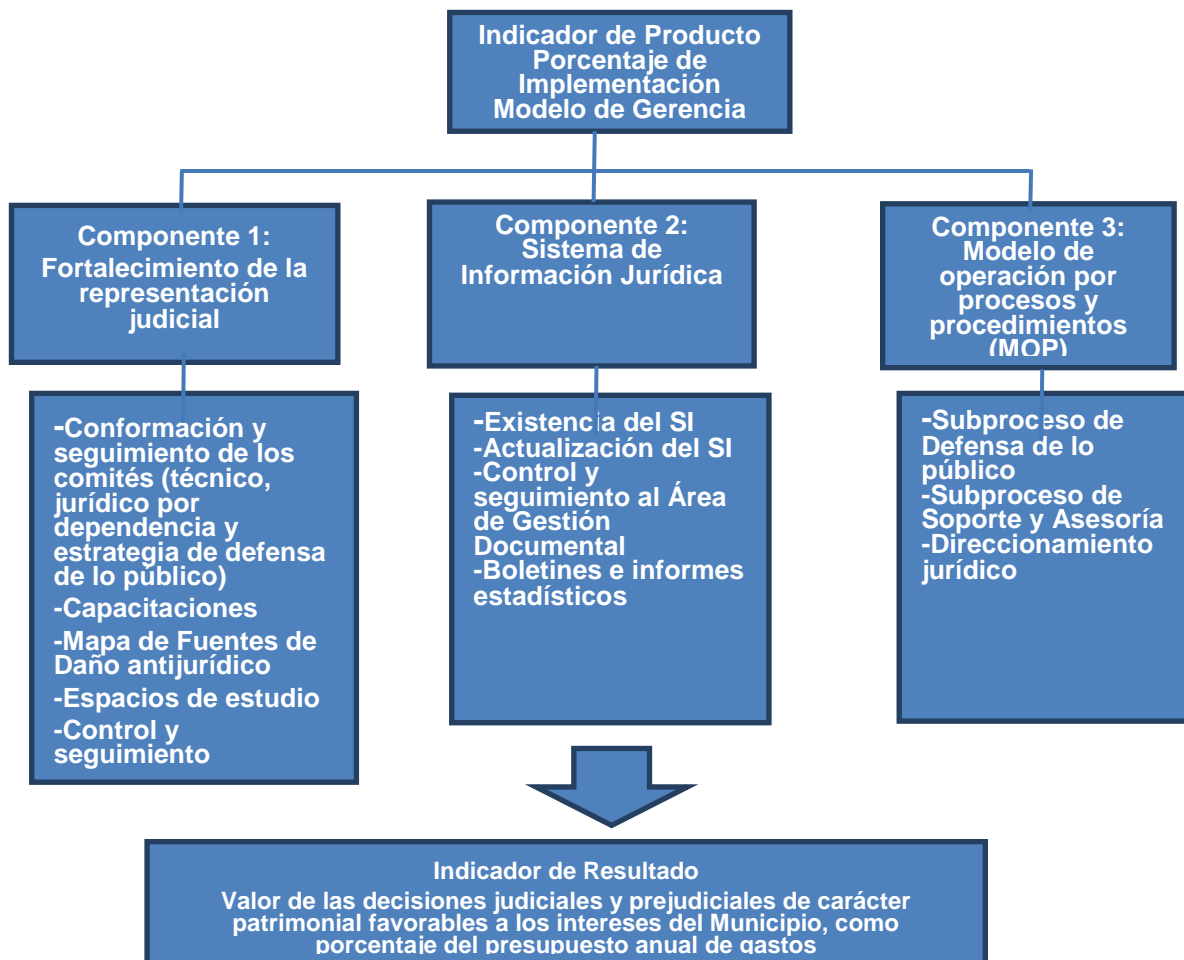 Indicador de Producto
Porcentaje de
Implementación
Modelo de Gerencia
Componente 1:
Fortalecimiento de la
representación
judicial
Componente 2:
Sistema de
Información Jurídica
Componente 3:
Modelo de
operación por
procesos y
procedimientos
(MOP)
-Conformación y
seguimiento de los
comités (técnico,
jurídico por
dependencia y
estrategia de defensa
de lo público)
-Capacitaciones
-Mapa de Fuentes de
Daño antijurídico
-Espacios de estudio
-Control y
seguimiento
-Existencia del SI
-Actualización del SI
-Control y
seguimiento al Área
de Gestión
Documental
-Boletines e informes
estadísticos
-Subproceso de
Defensa de lo
público
-Subproceso de
Soporte y Asesoría
-Direccionamiento
jurídico
Indicador de Resultado
Valor de las decisiones judiciales y prejudiciales de carácter
patrimonial favorables a los intereses del Municipio, como
porcentaje del presupuesto anual de gastos